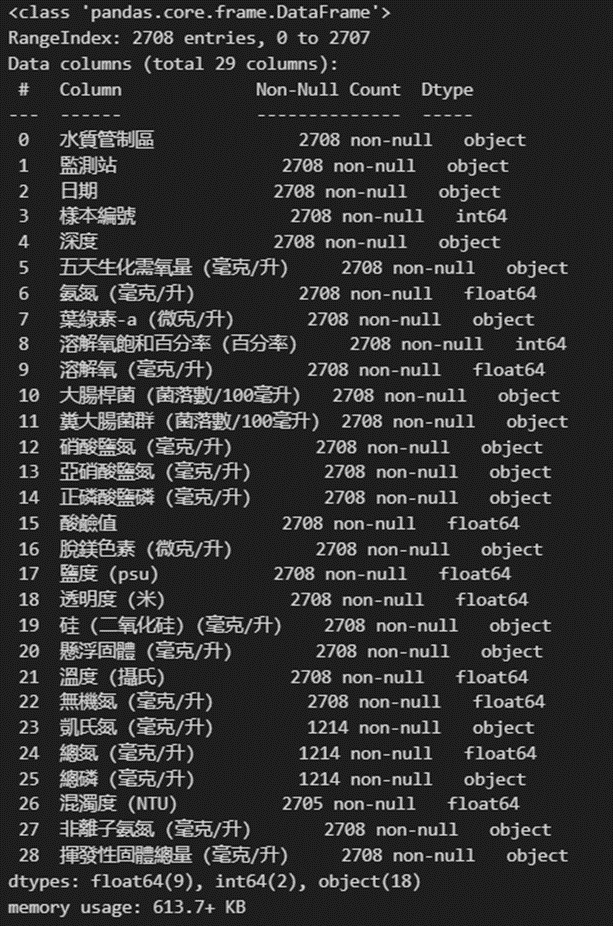 <class 'pandas.core.frame.DataFrame'>
RangeIndex: 2708 entries, 0 to 2707
Data columns (total 29 columns):
 #   Column                Non-Null Count  Dtype
---  ------                --------------  -----
 0   水質管制區                 2708 non-null   object
 1   監測站                   2708 non-null   object
 2   日期                    2708 non-null   object
 3   樣本編號                  2708 non-null   int64
 4   深度                    2708 non-null   object
 5   五天生化需氧量 (毫克/升)         2708 non-null   object
 6   氨氮 (毫克/升)              2708 non-null   float64
 7   葉綠素-a (微克/升)           2708 non-null   object
 8   溶解氧飽和百分率 (百分率)         2708 non-null   int64
 9   溶解氧 (毫克/升)             2708 non-null   float64
 10  大腸桿菌 (菌落數/100毫升)      2708 non-null   object
 11  糞大腸菌群 (菌落數/100毫升)     2708 non-null   object
 12  硝酸鹽氮 (毫克/升)            2708 non-null   object
 13  亞硝酸鹽氮 (毫克/升)           2708 non-null   object
 14  正磷酸鹽磷 (毫克/升)           2708 non-null   object
 15  酸鹼值                   2708 non-null   float64
 16  脫鎂色素 (微克/升)            2708 non-null   object
 17  鹽度 (psu)              2708 non-null   float64
 18  透明度 (米)               2708 non-null   float64
 19  硅 (二氧化硅) (毫克/升)        2708 non-null   object
 20  懸浮固體 (毫克/升)            2708 non-null   object
 21  溫度 (攝氏)               2708 non-null   float64
 22  無機氮 (毫克/升)             2708 non-null   float64
 23  凱氏氮 (毫克/升)             1214 non-null   object
 24  總氮 (毫克/升)              1214 non-null   float64
 25  總磷 (毫克/升)              1214 non-null   object
 26  混濁度 (NTU)             2705 non-null   float64
 27  非離子氨氮 (毫克/升)           2708 non-null   object
 28  揮發性固體總量 (毫克/升)         2708 non-null   object
dtypes: float64(9), int64(2), object(18)
memory usage: 613.7+ KB